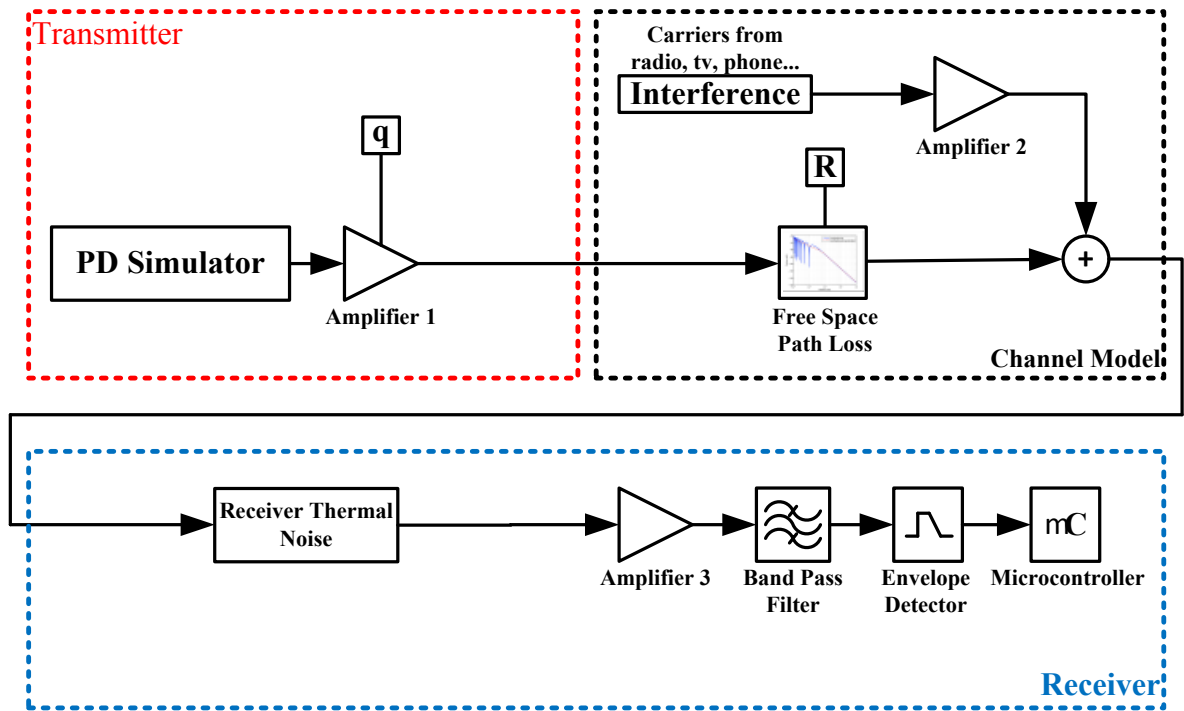 Transmitter
q
PD Simulator
Amplifier 1
Carriers from
radio, tv, phone...
Interference
Amplifier 2
R
+
Free Space
Path Loss
Channel Model
Receiver Thermal
Noise
Amplifier 3
Band Pass
Filter
Envelope
Detector
mC
Microcontroller
Receiver